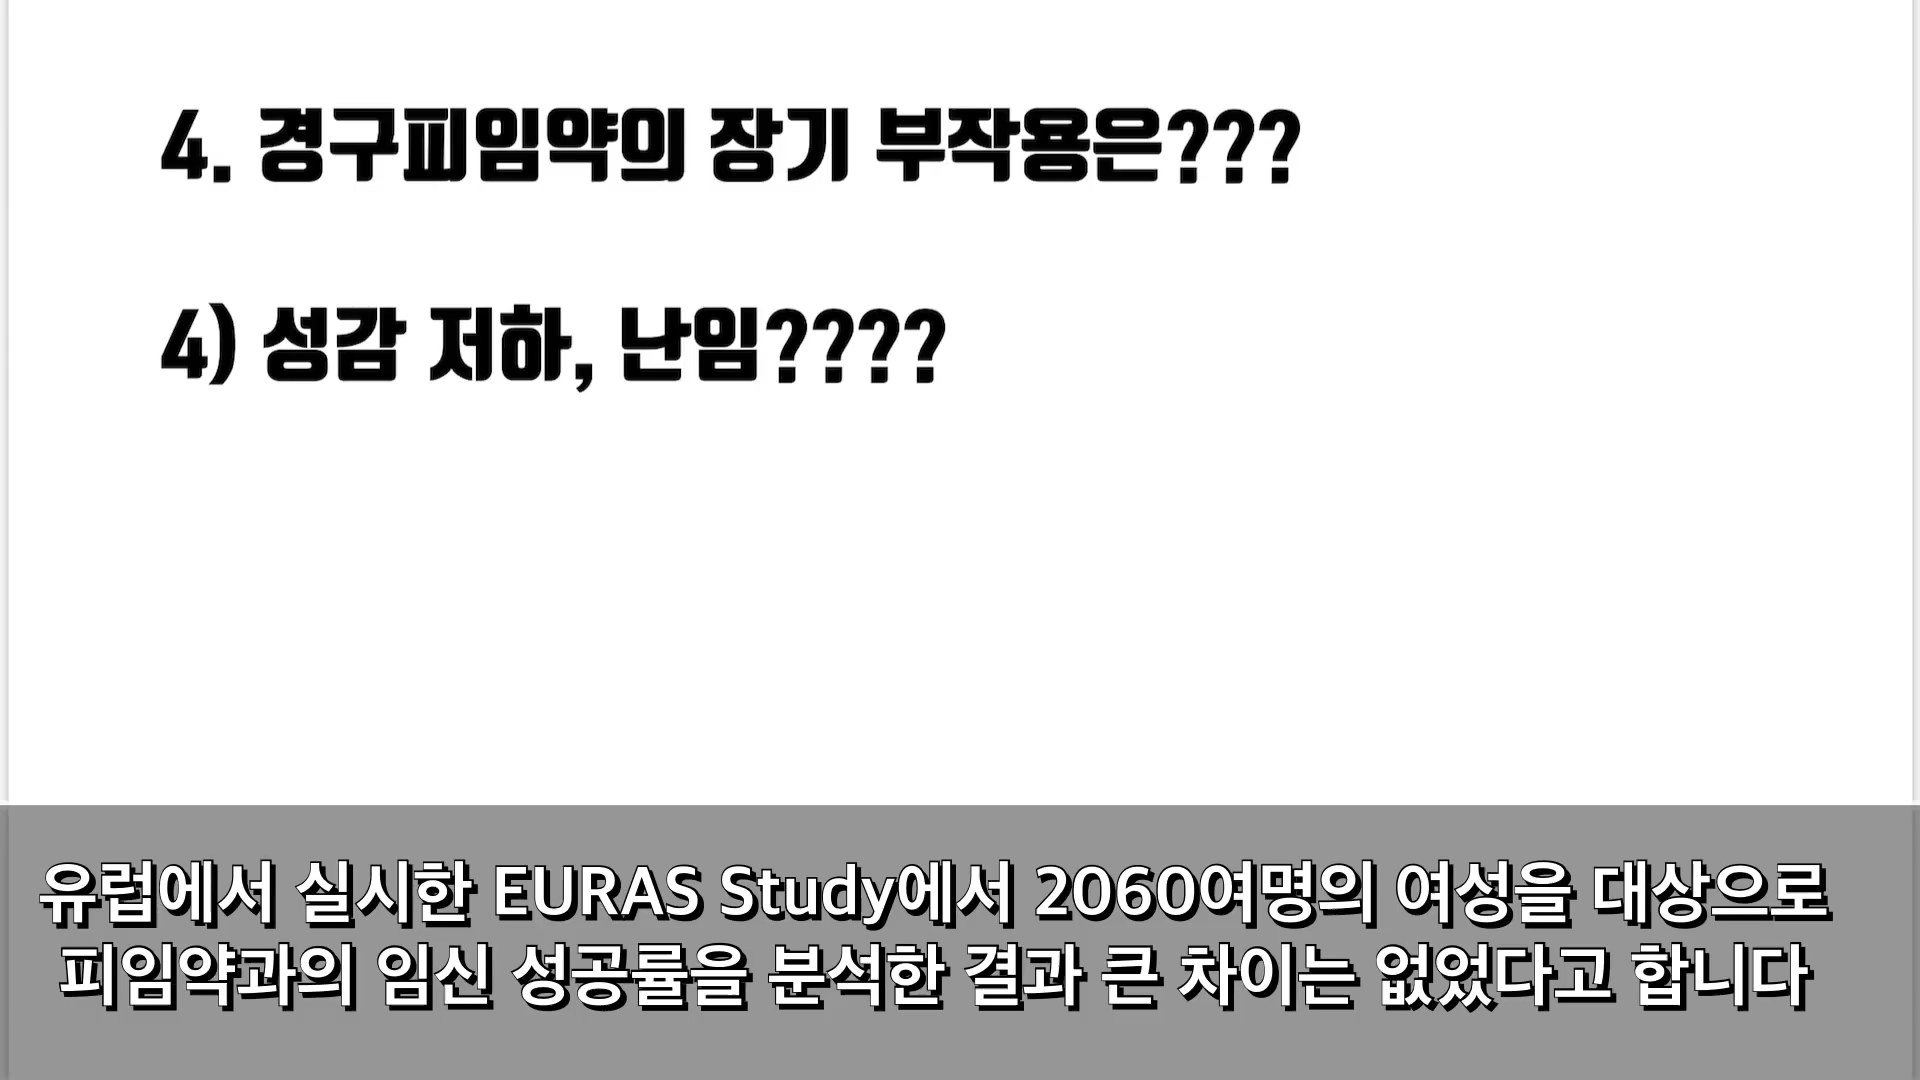 4. 경구피임약의 장기 부작용은???
4) 성감 저하, 난임????
유럽에서 실시한 EURAS Study에서 2060여명의 여성을 대상으로
피임약과의 임신 성공률을 분석한 결과 큰 차이는 없었다고 합니다